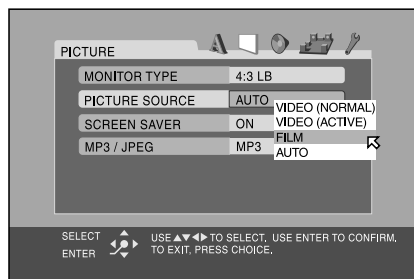 PICTURE
MONITOR TYPE 4:3 LB
PICTURE SOURCE AUTO
VIDEO (NORMAL)
VIDEO (ACTIVE)
FILM
AUTO
SCREEN SAVER ON
MP3 / JPEG MP3
SELECT
ENTER
USE ▲▼◀▶ TO SELECT, USE ENTER TO CONFIRM.
TO EXIT, PRESS CHOICE.